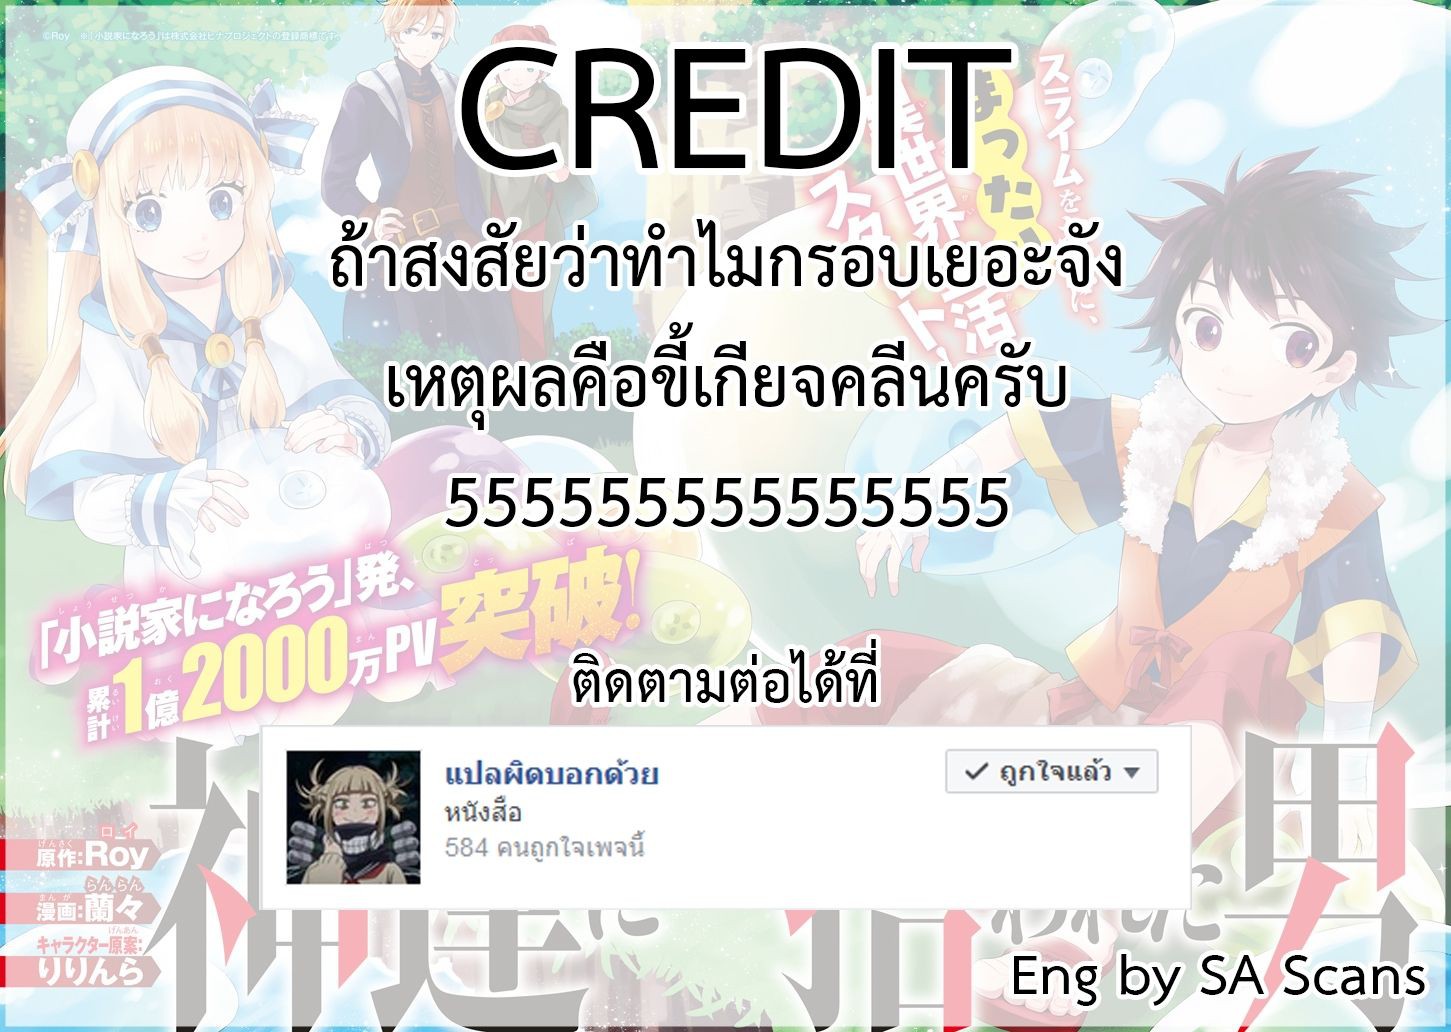 ©Roy ※「小説家になろう」は株式会社ヒナプロジェクトの登録商標です。
CREDIT
スライムを
ถ้าสงสัยว่าทำไมกรอบเยอะจัง
เหตุผลคือขี้เกียจคลีนครับ
555555555555555
「小説家になろう」発、
累計1億2000万PV突破!
ติดตามต่อได้ที่
แปลผิดบอกด้วย
ถูกใจแล้ว
หนังสือ
584 คนถูกใจเพจนี้
原作:Roy
漫画:蘭々
キャラクター原案:
りりんら
神達に拾われた男
Eng by SA Scans